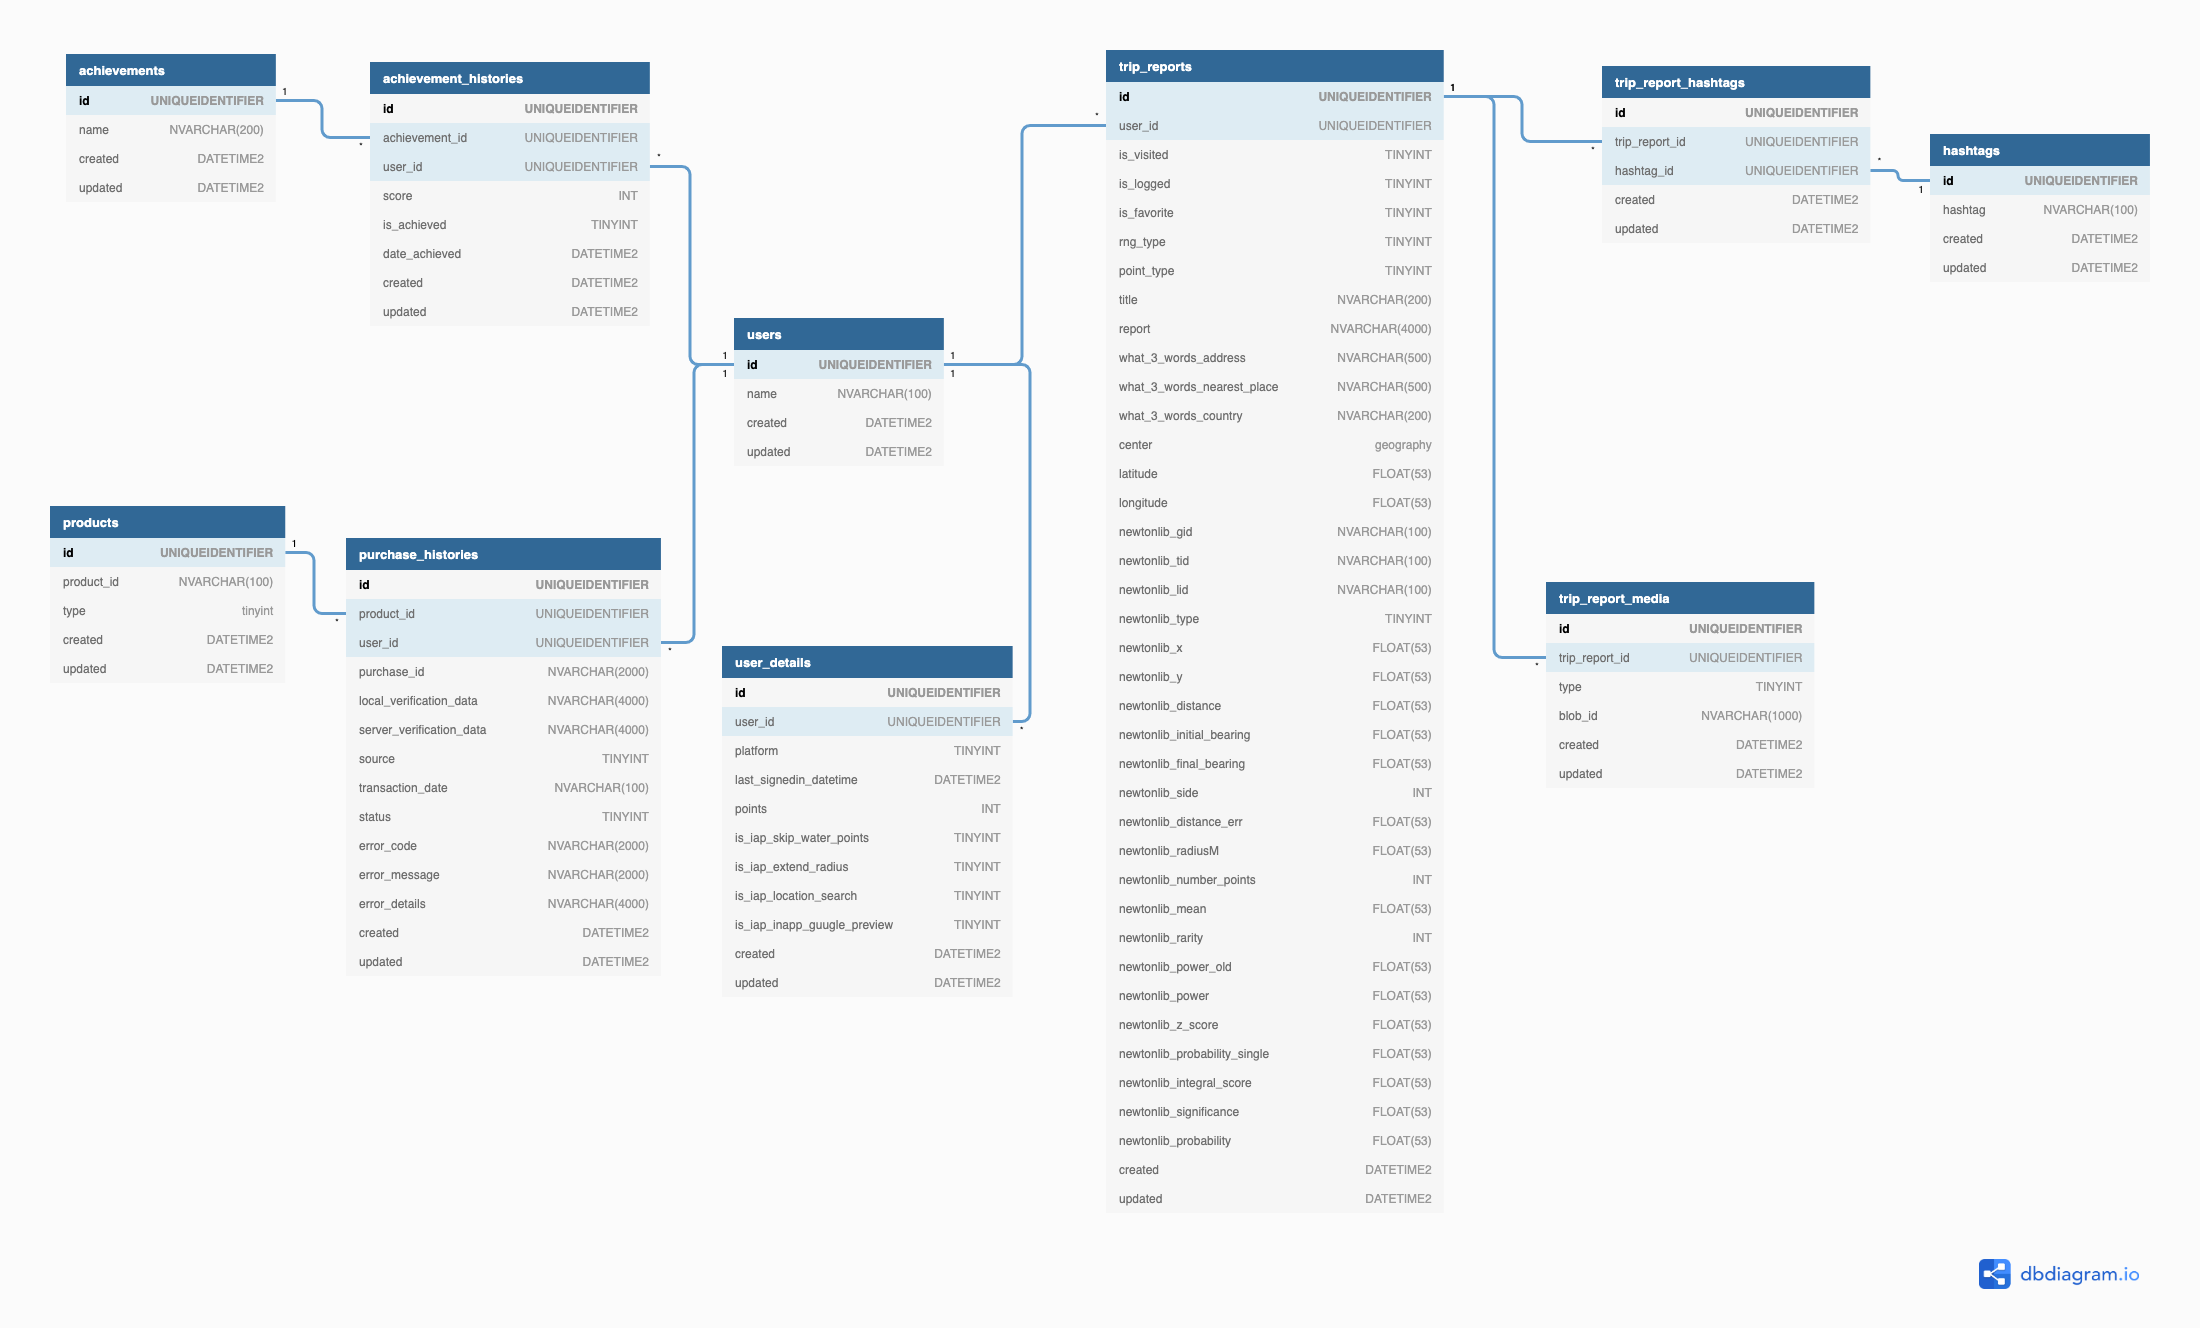 achievements
id UNIQUEIDENTIFIER
name NVARCHAR(200)
created DATETIME2
updated DATETIME2
1
*
achievement_histories
id UNIQUEIDENTIFIER
achievement_id UNIQUEIDENTIFIER
user_id UNIQUEIDENTIFIER
score INT
is_achieved TINYINT
date_achieved DATETIME2
created DATETIME2
updated DATETIME2
*
1
1
users
id UNIQUEIDENTIFIER
name NVARCHAR(100)
created DATETIME2
updated DATETIME2
1
1
products
id UNIQUEIDENTIFIER
product_id NVARCHAR(100)
type tinyint
created DATETIME2
updated DATETIME2
1
*
purchase_histories
id UNIQUEIDENTIFIER
product_id UNIQUEIDENTIFIER
user_id UNIQUEIDENTIFIER
purchase_id NVARCHAR(2000)
local_verification_data NVARCHAR(4000)
server_verification_data NVARCHAR(4000)
source TINYINT
transaction_date NVARCHAR(100)
status TINYINT
error_code NVARCHAR(2000)
error_message NVARCHAR(2000)
error_details NVARCHAR(4000)
created DATETIME2
updated DATETIME2
*
user_details
id UNIQUEIDENTIFIER
user_id UNIQUEIDENTIFIER
platform TINYINT
last_signedin_datetime DATETIME2
points INT
is_iap_skip_water_points TINYINT
is_iap_extend_radius TINYINT
is_iap_location_search TINYINT
is_iap_inapp_guugle_preview TINYINT
created DATETIME2
updated DATETIME2
*
*
trip_reports
id UNIQUEIDENTIFIER
user_id UNIQUEIDENTIFIER
is_visited TINYINT
is_logged TINYINT
is_favorite TINYINT
rng_type TINYINT
point_type TINYINT
title NVARCHAR(200)
report NVARCHAR(4000)
what_3_words_address NVARCHAR(500)
what_3_words_nearest_place NVARCHAR(500)
what_3_words_country NVARCHAR(200)
center geography
latitude FLOAT(53)
longitude FLOAT(53)
newtonlib_gid NVARCHAR(100)
newtonlib_tid NVARCHAR(100)
newtonlib_lid NVARCHAR(100)
newtonlib_type TINYINT
newtonlib_x FLOAT(53)
newtonlib_y FLOAT(53)
newtonlib_distance FLOAT(53)
newtonlib_initial_bearing FLOAT(53)
newtonlib_final_bearing FLOAT(53)
newtonlib_side INT
newtonlib_distance_err FLOAT(53)
newtonlib_radiusM FLOAT(53)
newtonlib_number_points INT
newtonlib_mean FLOAT(53)
newtonlib_rarity INT
newtonlib_power_old FLOAT(53)
newtonlib_power FLOAT(53)
newtonlib_z_score FLOAT(53)
newtonlib_probability_single FLOAT(53)
newtonlib_integral_score FLOAT(53)
newtonlib_significance FLOAT(53)
newtonlib_probability FLOAT(53)
created DATETIME2
updated DATETIME2
1
*
trip_report_hashtags
id UNIQUEIDENTIFIER
trip_report_id UNIQUEIDENTIFIER
hashtag_id UNIQUEIDENTIFIER
created DATETIME2
updated DATETIME2
*
1
hashtags
id UNIQUEIDENTIFIER
hashtag NVARCHAR(100)
created DATETIME2
updated DATETIME2
*
trip_report_media
id UNIQUEIDENTIFIER
trip_report_id UNIQUEIDENTIFIER
type TINYINT
blob_id NVARCHAR(1000)
created DATETIME2
updated DATETIME2
dbdiagram.io